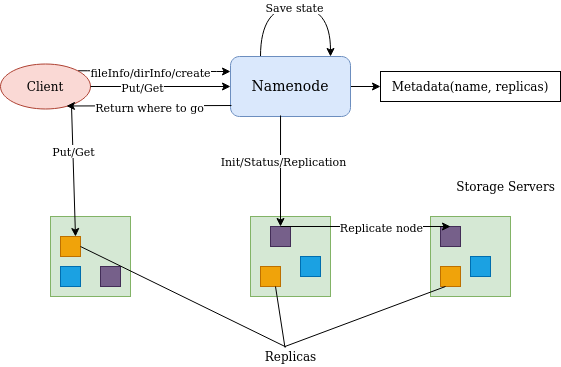 Save state
fileInfo/dirInfo/create
Client
Put/Get
Namenode
Metadata(name, replicas)
Return where to go
Put/Get
Init/Status/Replication
Storage Servers
Replicate node
Replicas